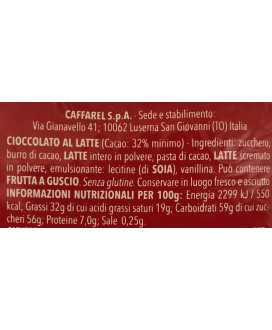 CAFFAREL S.p.A. - Sede e stabilimento:
Via Gianavello 41; 10062 Luserna San Giovanni (TO) Italia
CIOCCOLATO AL LATTE (Cacao: 32% minimo) - Ingredienti: zucchero,
burro di cacao, LATTE intero in polvere, pasta di cacao, LATTE scremato
in polvere, emulsionante: lecitine (di SOIA), vanillina. Può contenere
FRUTTA A GUSCIO. Senza glutine. Conservare in luogo fresco e asciutto
INFORMAZIONI NUTRIZIONALI PER 100g: Energia 2299 kJ / 550
kcal; Grassi 32g di cui acidi grassi saturi 19g; Carboidrati 59g di cui zuc-
cheri 56g; Proteine 7,0g; Sale 0,25g.